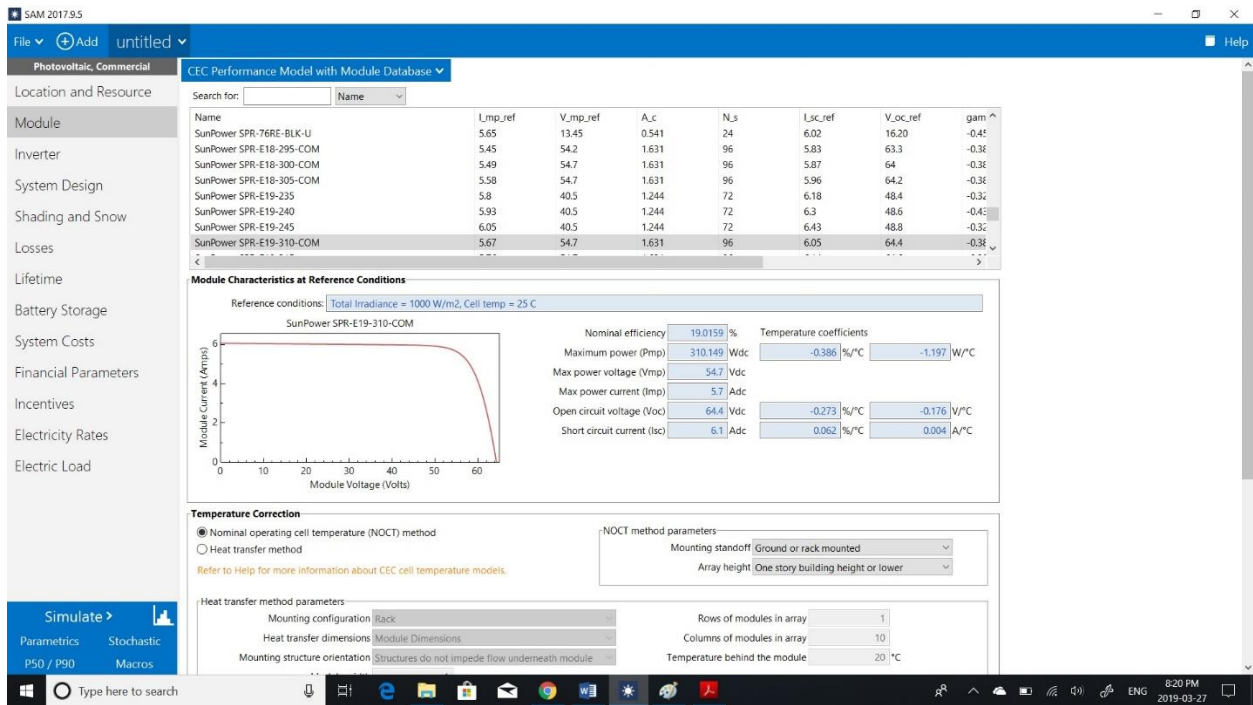 SAM 2017.9.5
File Add untitled Help
Photovoltaic, Commercial
Location and Resource
Module
Inverter
System Design
Shading and Snow
Losses
Lifetime
Battery Storage
System Costs
Financial Parameters
Incentives
Electricity Rates
Electric Load
Simulate >
Parametrics Stochastic
P50 / P90 Macros
CEC Performance Model with Module Database
Search for: Name
Name I_mp_ref V_mp_ref A_c N_s I_sc_ref V_oc_ref gam
SunPower SPR-76RE-BLK-U 5.65 13.45 0.541 24 6.02 16.20 -0.45
SunPower SPR-E18-295-COM 5.45 54.2 1.631 96 5.83 63.3 -0.38
SunPower SPR-E18-300-COM 5.49 54.7 1.631 96 5.87 64 -0.38
SunPower SPR-E18-305-COM 5.58 54.7 1.631 96 5.96 64.2 -0.38
SunPower SPR-E19-235 5.8 40.5 1.244 72 6.18 48.4 -0.32
SunPower SPR-E19-240 5.93 40.5 1.244 72 6.3 48.6 -0.43
SunPower SPR-E19-245 6.05 40.5 1.244 72 6.43 48.8 -0.32
SunPower SPR-E19-310-COM 5.67 54.7 1.631 96 6.05 64.4 -0.38
Module Characteristics at Reference Conditions
Reference conditions: Total Irradiance = 1000 W/m2, Cell temp = 25 C
SunPower SPR-E19-310-COM
Module Current (Amps)
6
4
2
0
0 10 20 30 40 50 60
Module Voltage (Volts)
Nominal efficiency 19.0159 % Temperature coefficients
Maximum power (Pmp) 310.149 Wdc -0.386 %/°C -1.197 W/°C
Max power voltage (Vmp) 54.7 Vdc
Max power current (Imp) 5.7 Adc
Open circuit voltage (Voc) 64.4 Vdc -0.273 %/°C -0.176 V/°C
Short circuit current (Isc) 6.1 Adc 0.062 %/°C 0.004 A/°C
Temperature Correction
Nominal operating cell temperature (NOCT) method
Heat transfer method
Refer to Help for more information about CEC cell temperature models.
NOCT method parameters
Mounting standoff Ground or rack mounted
Array height One story building height or lower
Heat transfer method parameters
Mounting configuration Rack
Heat transfer dimensions Module Dimensions
Mounting structure orientation Structures do not impede flow underneath module
Rows of modules in array 1
Columns of modules in array 10
Temperature behind the module 20 °C
Type here to search
ENG
8:20 PM
2019-03-27